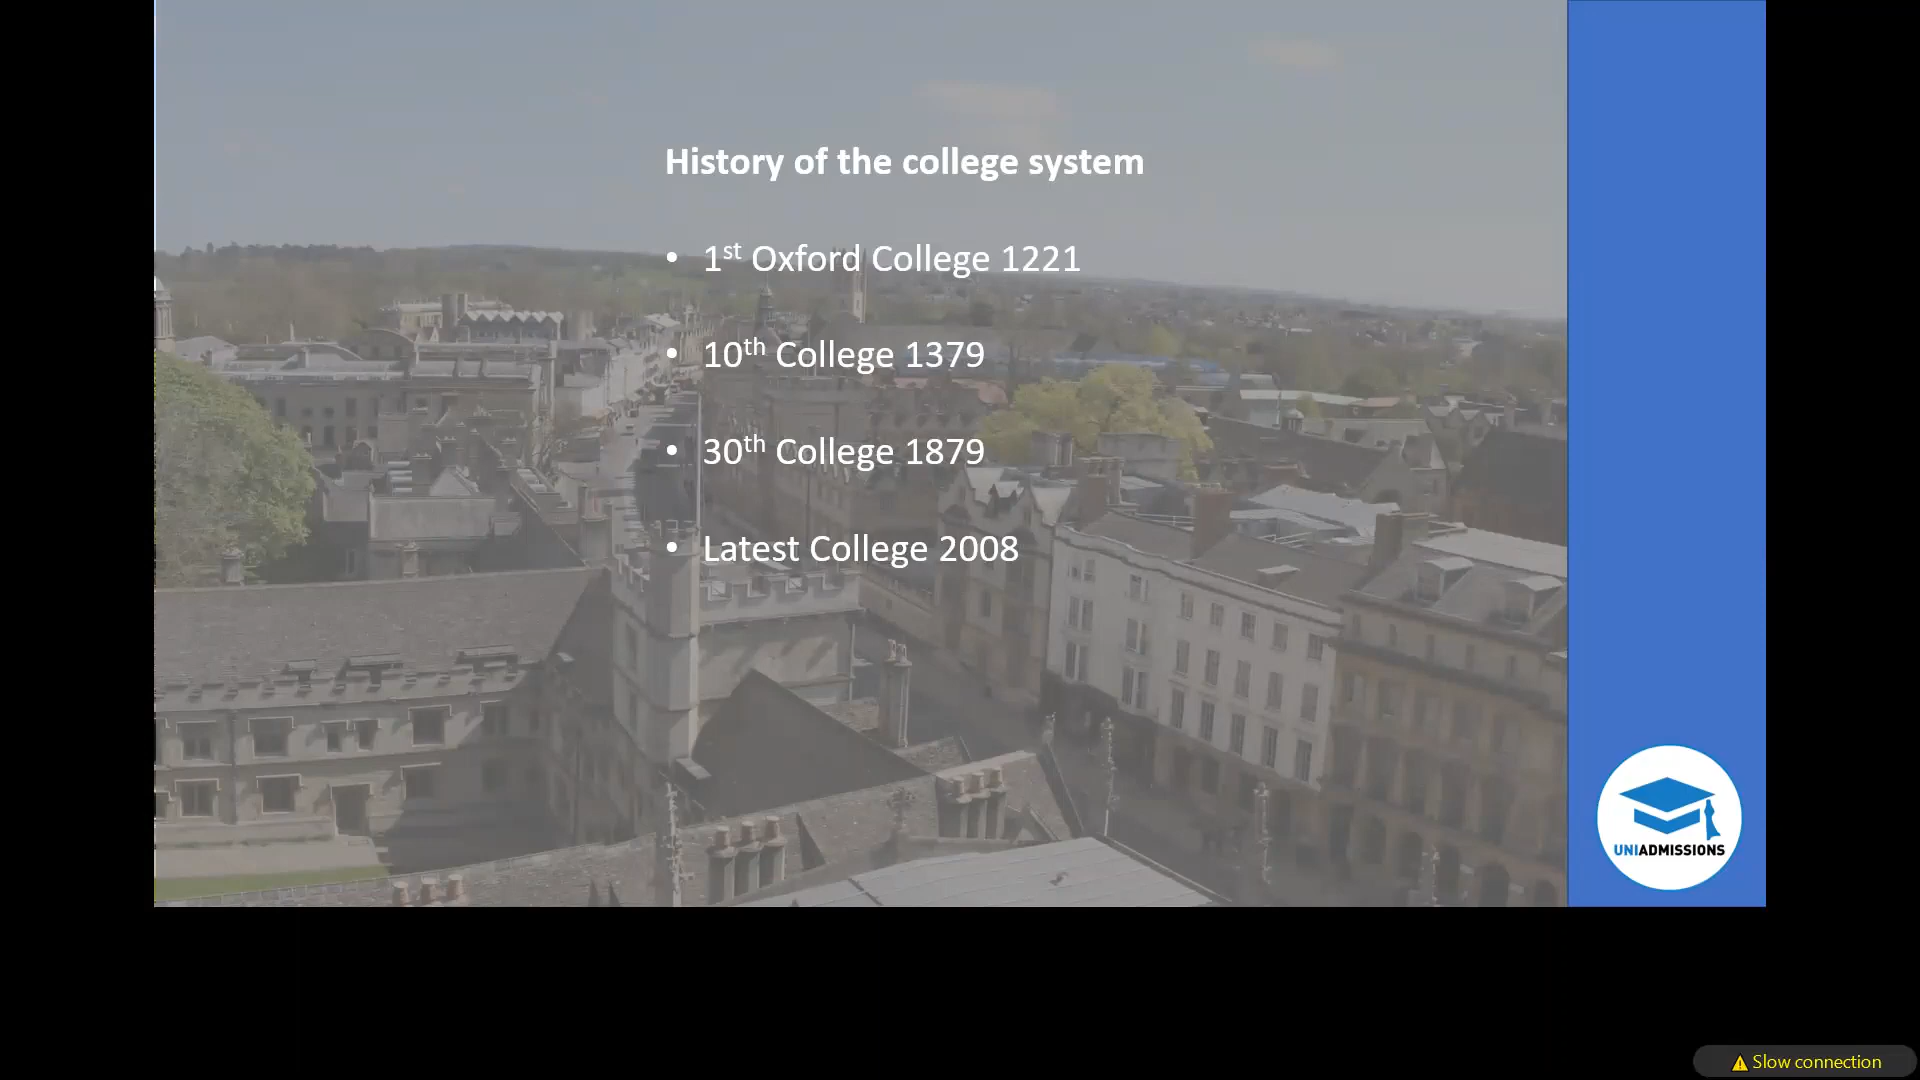 History of the college system
• 1st Oxford College 1221
• 10th College 1379
• 30th College 1879
• Latest College 2008
UNIADMISSIONS
Slow connection